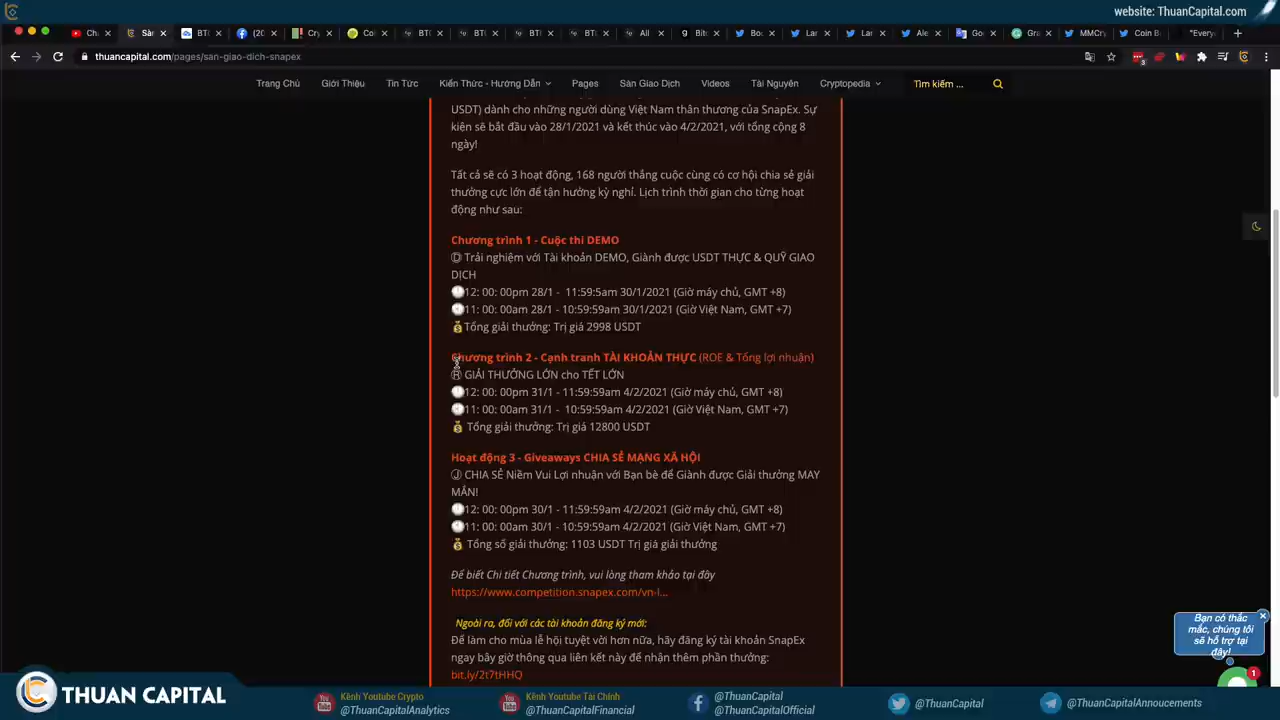 website: ThuanCapital.com
thuancapital.com/pages/san-giao-dich-snapex
Trang Chủ Giới Thiệu Tin Tức Kiến Thức - Hướng Dẫn Pages Sàn Giao Dịch Videos Tài Nguyên Cryptopedia Tìm kiếm ...
USDT) dành cho những người dùng Việt Nam thân thương của SnapEx. Sự
kiện sẽ bắt đầu vào 28/1/2021 và kết thúc vào 4/2/2021, với tổng cộng 8
ngày!
Tất cả sẽ có 3 hoạt động, 168 người thắng cuộc cùng có cơ hội chia sẻ giải
thưởng cực lớn để tận hưởng kỳ nghỉ. Lịch trình thời gian cho từng hoạt
động như sau:
Chương trình 1 - Cuộc thi DEMO
Ⓓ Trải nghiệm với Tài khoản DEMO, Giành được USDT THỰC & QUỸ GIAO
DỊCH
12: 00: 00pm 28/1 - 11:59:5am 30/1/2021 (Giờ máy chủ, GMT +8)
11: 00: 00am 28/1 - 10:59:59am 30/1/2021 (Giờ Việt Nam, GMT +7)
Tổng giải thưởng: Trị giá 2998 USDT
Chương trình 2 - Cạnh tranh TÀI KHOẢN THỰC (ROE & Tổng lợi nhuận)
Ⓡ GIẢI THƯỞNG LỚN cho TẾT LỚN
12: 00: 00pm 31/1 - 11:59:59am 4/2/2021 (Giờ máy chủ, GMT +8)
11: 00: 00am 31/1 - 10:59:59am 4/2/2021 (Giờ Việt Nam, GMT +7)
Tổng giải thưởng: Trị giá 12800 USDT
Hoạt động 3 - Giveaways CHIA SẺ MẠNG XÃ HỘI
Ⓙ CHIA SẺ Niềm Vui Lợi nhuận với Bạn bè để Giành được Giải thưởng MAY
MẮN!
12: 00: 00pm 30/1 - 11:59:59am 4/2/2021 (Giờ máy chủ, GMT +8)
11: 00: 00am 30/1 - 10:59:59am 4/2/2021 (Giờ Việt Nam, GMT +7)
Tổng số giải thưởng: 1103 USDT Trị giá giải thưởng
Để biết Chi tiết Chương trình, vui lòng tham khảo tại đây
https://www.competition.snapex.com/vn-l...
Ngoài ra, đối với các tài khoản đăng ký mới:
Để làm cho mùa lễ hội tuyệt vời hơn nữa, hãy đăng ký tài khoản SnapEx
ngay bây giờ thông qua liên kết này để nhận thêm phần thưởng:
bit.ly/2t7tHHQ
Bạn có thắc
mắc, chúng tôi
sẽ hỗ trợ tại
đây!
1
THUAN CAPITAL
Kênh Youtube Crypto
@ThuanCapitalAnalytics
Kênh Youtube Tài Chính
@ThuanCapitalFinancial
@ThuanCapital
@ThuanCapitalOfficial
@ThuanCapital
@ThuanCapitalAnnoucements